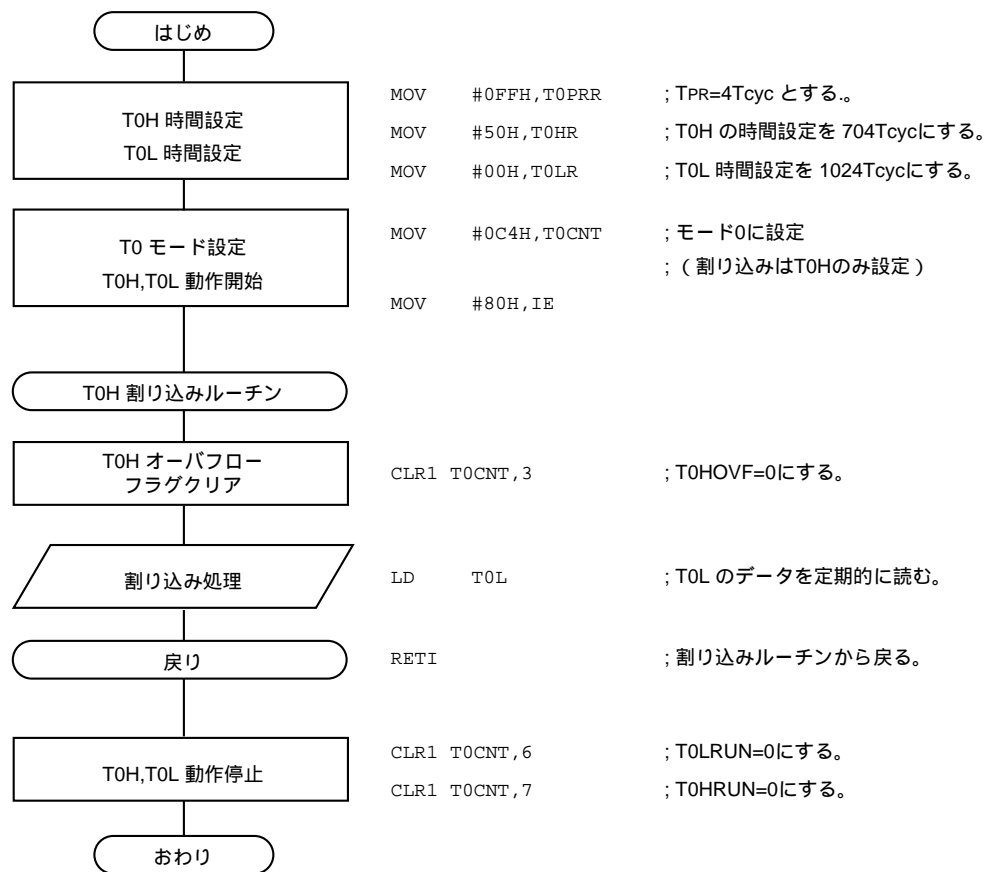 はじめ
T0H 時間設定
T0L 時間設定
MOV #0FFH,T0PRR ; TPR=4Tcyc とする.。
MOV #50H,T0HR ; T0H の時間設定を 704Tcycにする。
MOV #00H,T0LR ; T0L 時間設定を 1024Tcycにする。
T0 モード設定
T0H,T0L 動作開始
MOV #0C4H,T0CNT ; モード0に設定
; ( 割り込みはT0Hのみ設定 )
MOV #80H,IE
T0H 割り込みルーチン
T0H オーバフロー
フラグクリア
CLR1 T0CNT,3 ; T0HOVF=0にする。
割り込み処理
LD T0L ; T0L のデータを定期的に読む。
戻り
RETI ; 割り込みルーチンから戻る。
T0H,T0L 動作停止
CLR1 T0CNT,6 ; T0LRUN=0にする。
CLR1 T0CNT,7 ; T0HRUN=0にする。
おわり